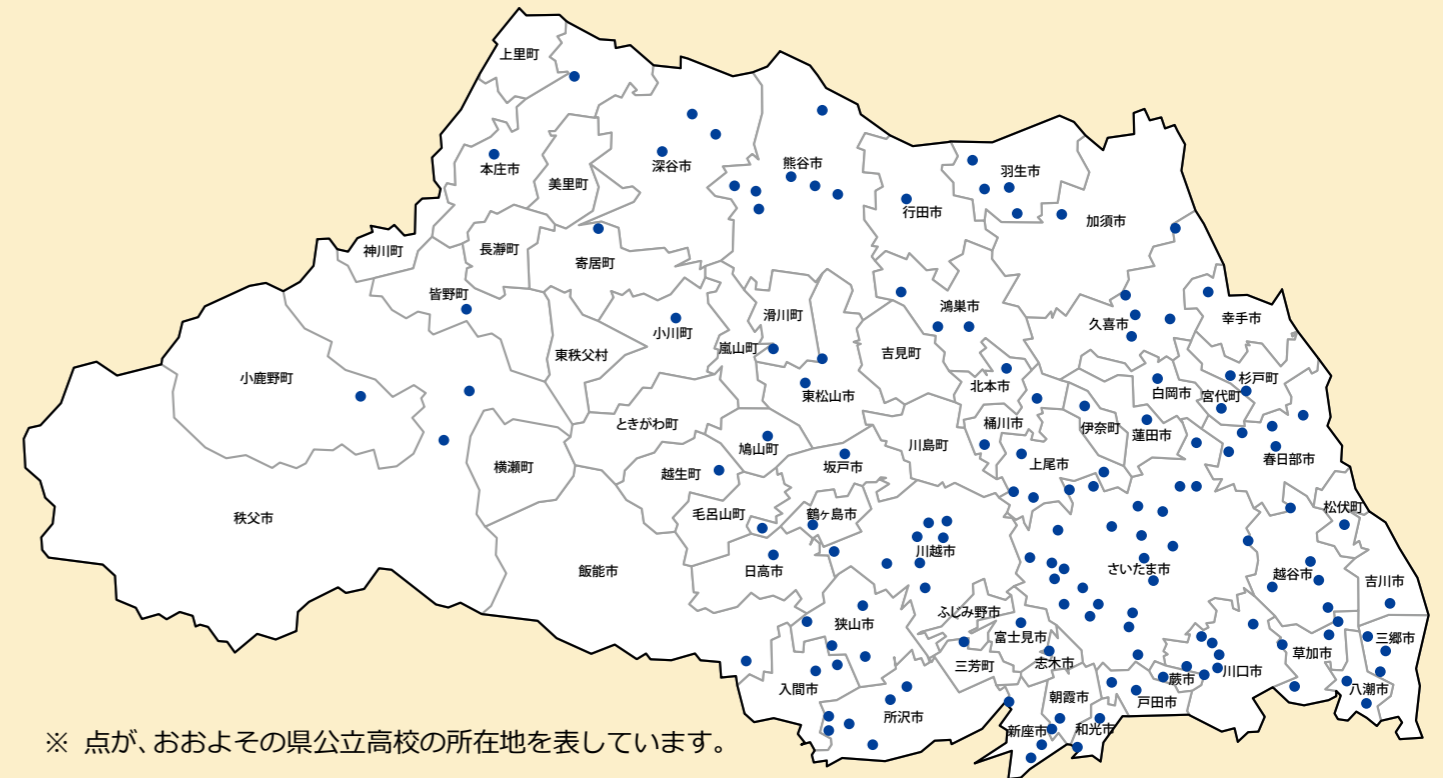 上里町
本庄市
美里町
深谷市
熊谷市
行田市
羽生市
加須市
神川町
長瀞町
寄居町
皆野町
小川町
滑川町
嵐山町
東秩父村
吉見町
鴻巣市
久喜市
幸手市
小鹿野町
東松山市
北本市
白岡市
宮代町
杉戸町
ときがわ町
桶川市
伊奈町
蓮田市
横瀬町
鳩山町
川島町
越生町
坂戸市
上尾市
春日部市
秩父市
毛呂山町
鶴ヶ島市
松伏町
飯能市
日高市
川越市
さいたま市
越谷市
吉川市
狭山市
ふじみ野市
富士見市
三芳町
志木市
入間市
所沢市
朝霞市
新座市
和光市
戸田市
蕨市
川口市
草加市
三郷市
八潮市
※ 点が、おおよその県公立高校の所在地を表しています。